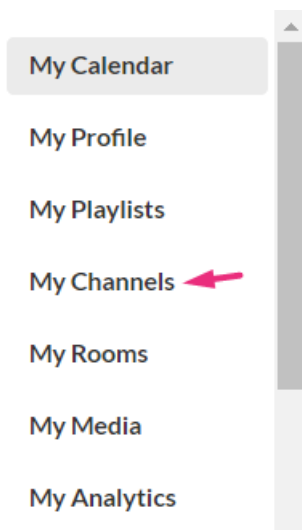 My Calendar
My Profile
My Playlists
My Channels
My Rooms
My Media
My Analytics